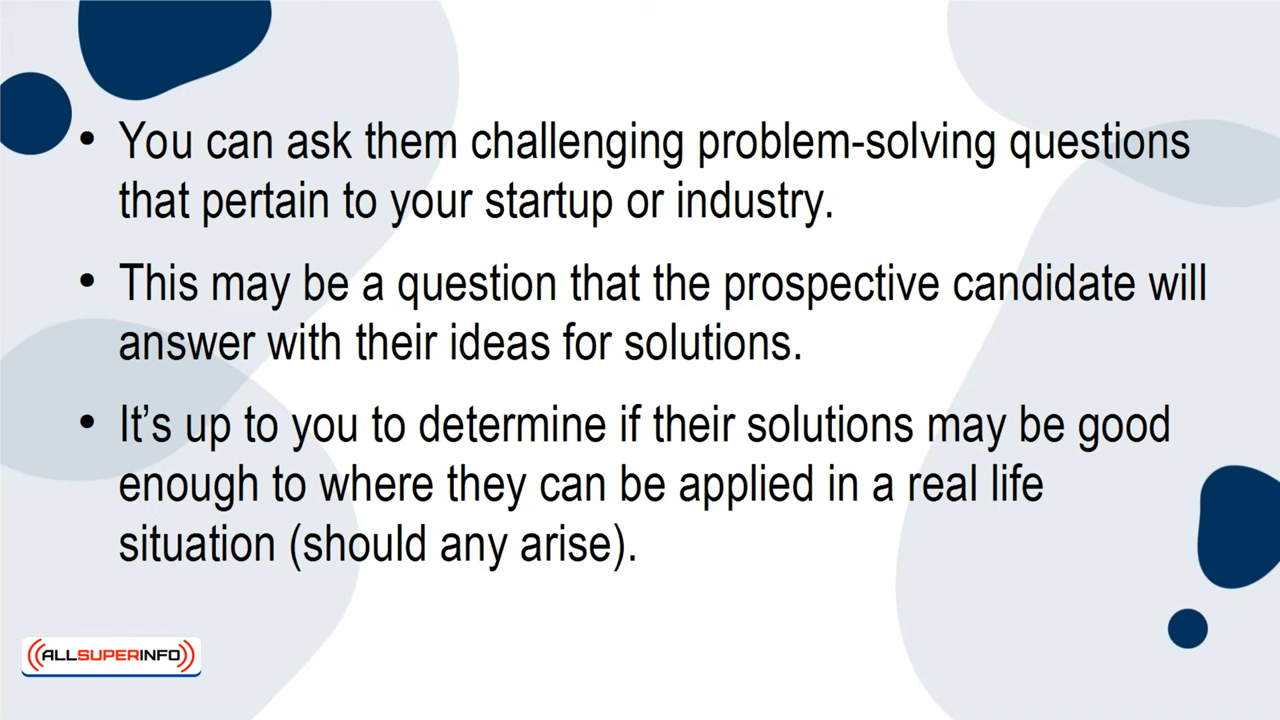 • You can ask them challenging problem-solving questions
that pertain to your startup or industry.
• This may be a question that the prospective candidate will
answer with their ideas for solutions.
• It’s up to you to determine if their solutions may be good
enough to where they can be applied in a real life
situation (should any arise).
ALLSUPERINFO